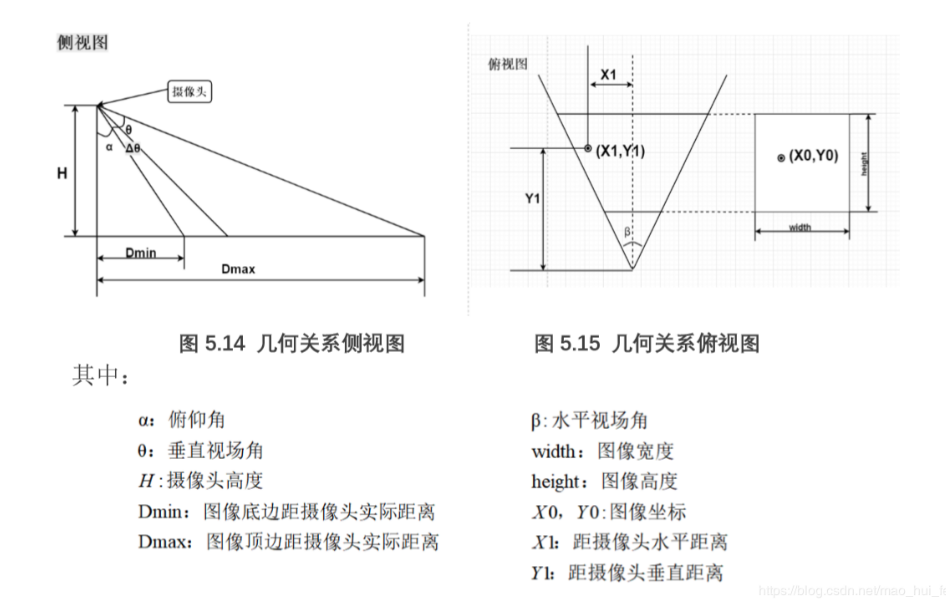 侧视图
摄像头
θ
α
Δθ
H
Dmin
Dmax
俯视图
X1
(X1,Y1)
Y1
β
(X0,Y0)
height
width
图 5.14 几何关系侧视图
图 5.15 几何关系俯视图
其中：
α：俯仰角
θ：垂直视场角
H：摄像头高度
Dmin：图像底边距摄像头实际距离
Dmax：图像顶边距摄像头实际距离
β：水平视场角
width：图像宽度
height：图像高度
X0，Y0：图像坐标
X1：距摄像头水平距离
Y1：距摄像头垂直距离